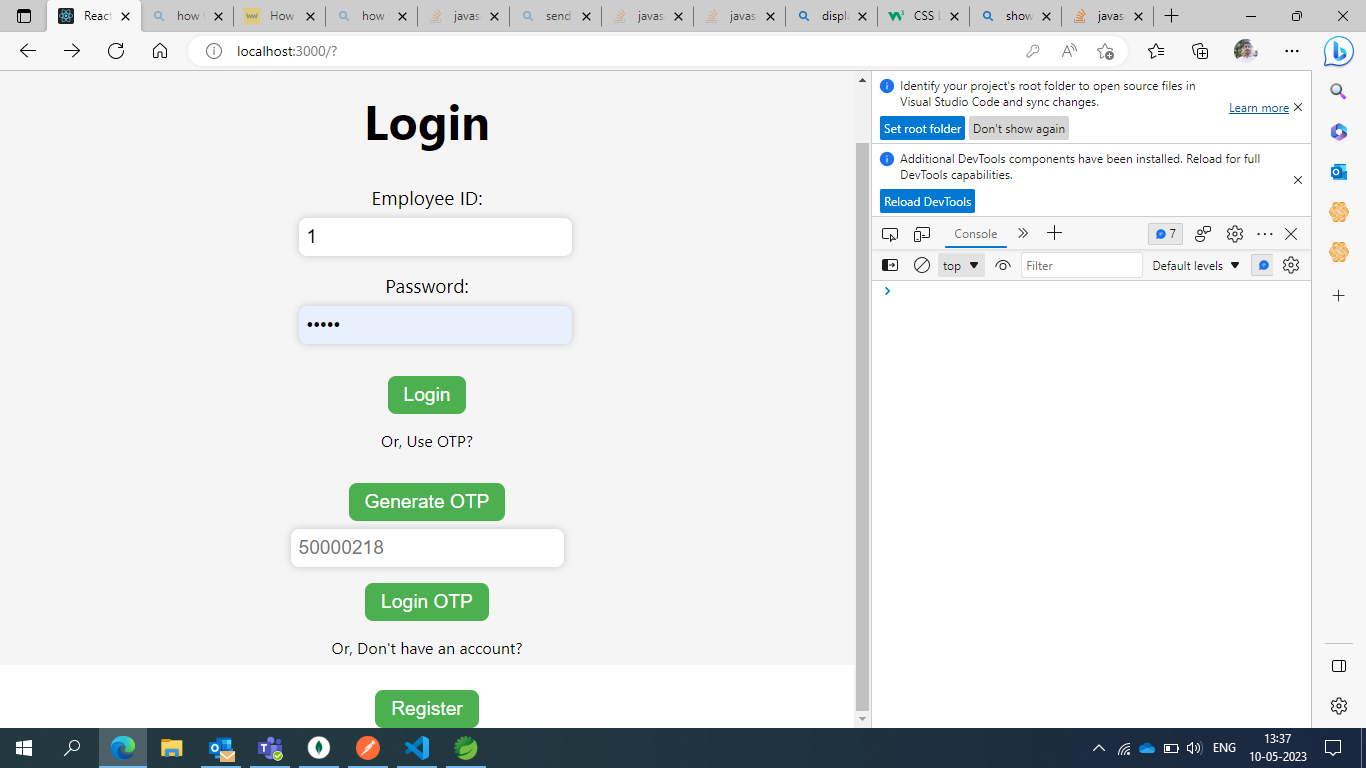 React
how
How
how
javas
send
javas
javas
displa
CSS
show
javas
localhost:3000/?
Login
Employee ID:
1
Password:
•••••
Login
Or, Use OTP?
Generate OTP
50000218
Login OTP
Or, Don't have an account?
Register
Identify your project's root folder to open source files in
Visual Studio Code and sync changes.
Learn more
Set root folder Don't show again
Additional DevTools components have been installed. Reload for full
DevTools capabilities.
Reload DevTools
Console
7
top
Filter
Default levels
ENG
13:37
10-05-2023